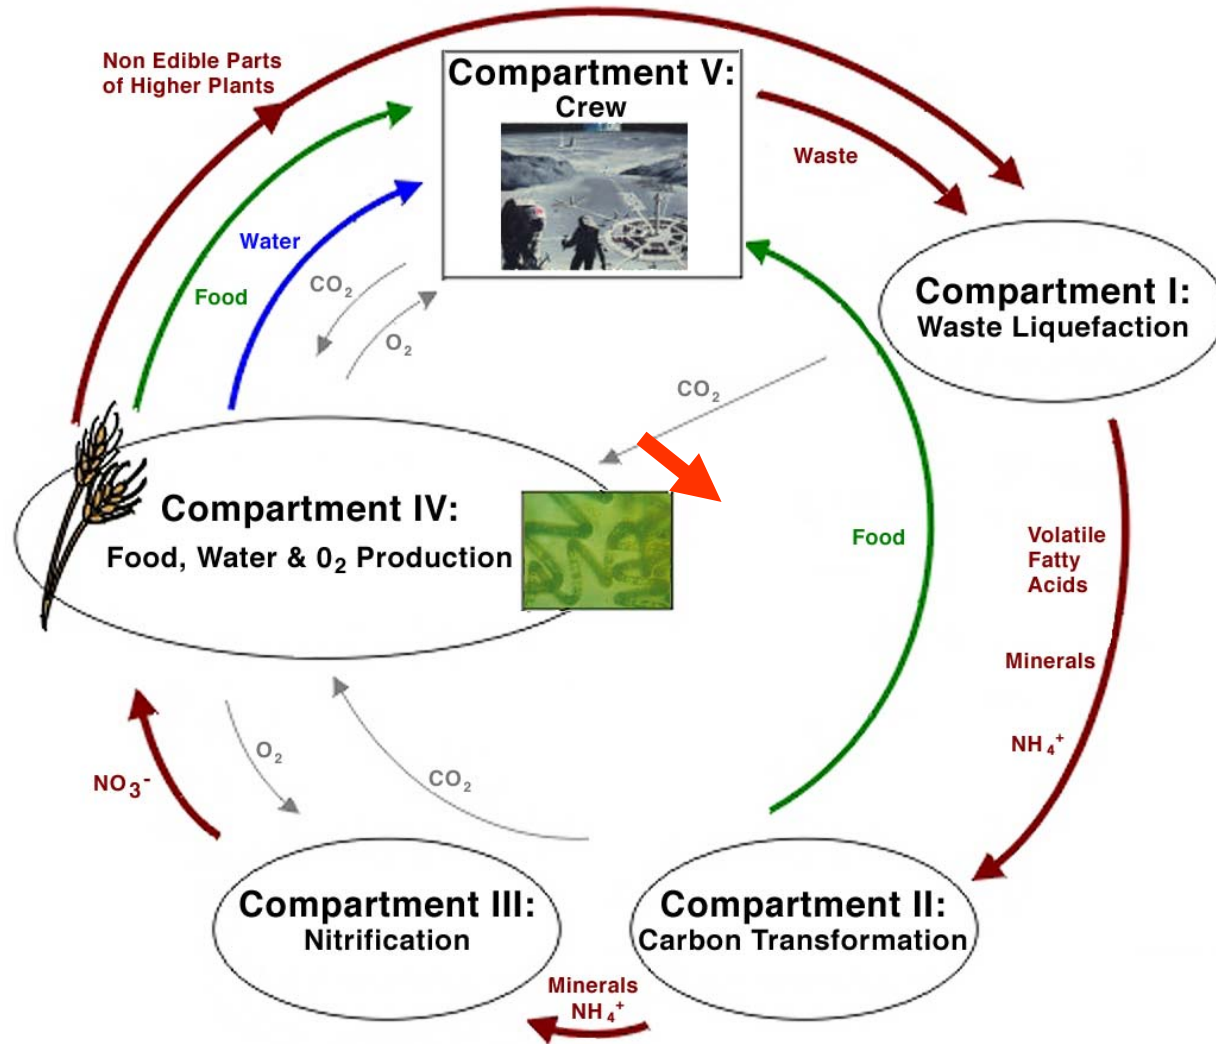 Non Edible Parts
of Higher Plants
Compartment V:
Crew
Waste
Water
Food
CO₂
O₂
Compartment I:
Waste Liquefaction
CO₂
Compartment IV:
Food, Water & 0₂ Production
Food
Volatile
Fatty
Acids
Minerals
NH₄⁺
O₂
CO₂
NO₃⁻
Compartment III:
Nitrification
Compartment II:
Carbon Transformation
Minerals
NH₄⁺